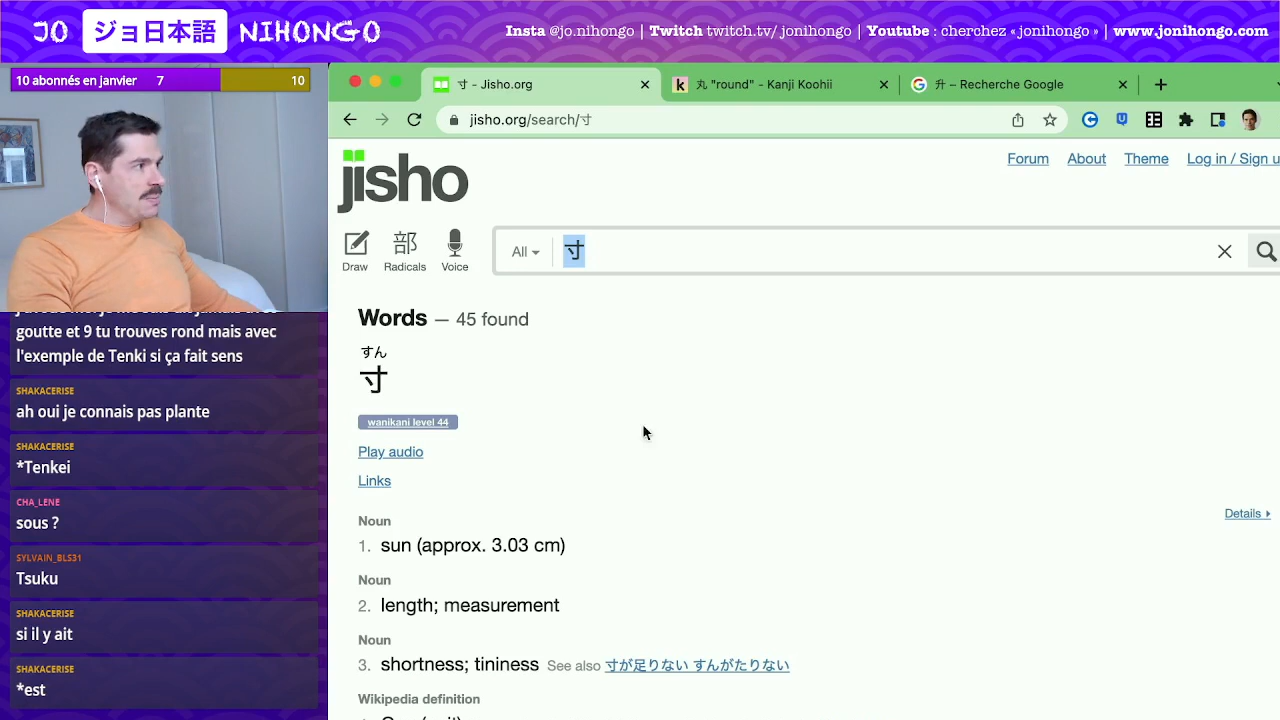 JO ジョ日本語 NIHONGO
Insta @jo.nihongo | Twitch twitch.tv/ jonihongo | Youtube : cherchez « jonihongo » | www.jonihongo.com
10 abonnés en janvier 7 10
寸 - Jisho.org
丸 "round" - Kanji Koohii
升 – Recherche Google
jisho.org/search/寸
jisho
Forum About Theme Log in / Sign u
Draw 部 Radicals Voice
All 寸
Words — 45 found
すん
寸
wanikani level 44
Play audio
Links
Details
Noun
1. sun (approx. 3.03 cm)
Noun
2. length; measurement
Noun
3. shortness; tininess See also 寸が足りない すんがたりない
Wikipedia definition
goutte et 9 tu trouves rond mais avec
l'exemple de Tenki si ça fait sens
SHAKACERISE
ah oui je connais pas plante
SHAKACERISE
*Tenkei
CHA_LENE
sous ?
SYLVAIN_BLS31
Tsuku
SHAKACERISE
si il y ait
SHAKACERISE
*est